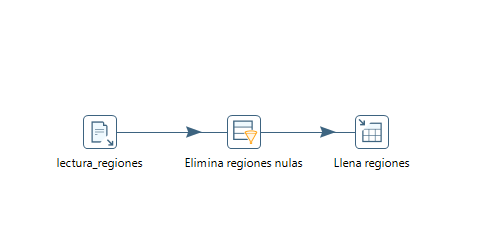 lectura_regiones
Elimina regiones nulas
Llena regiones